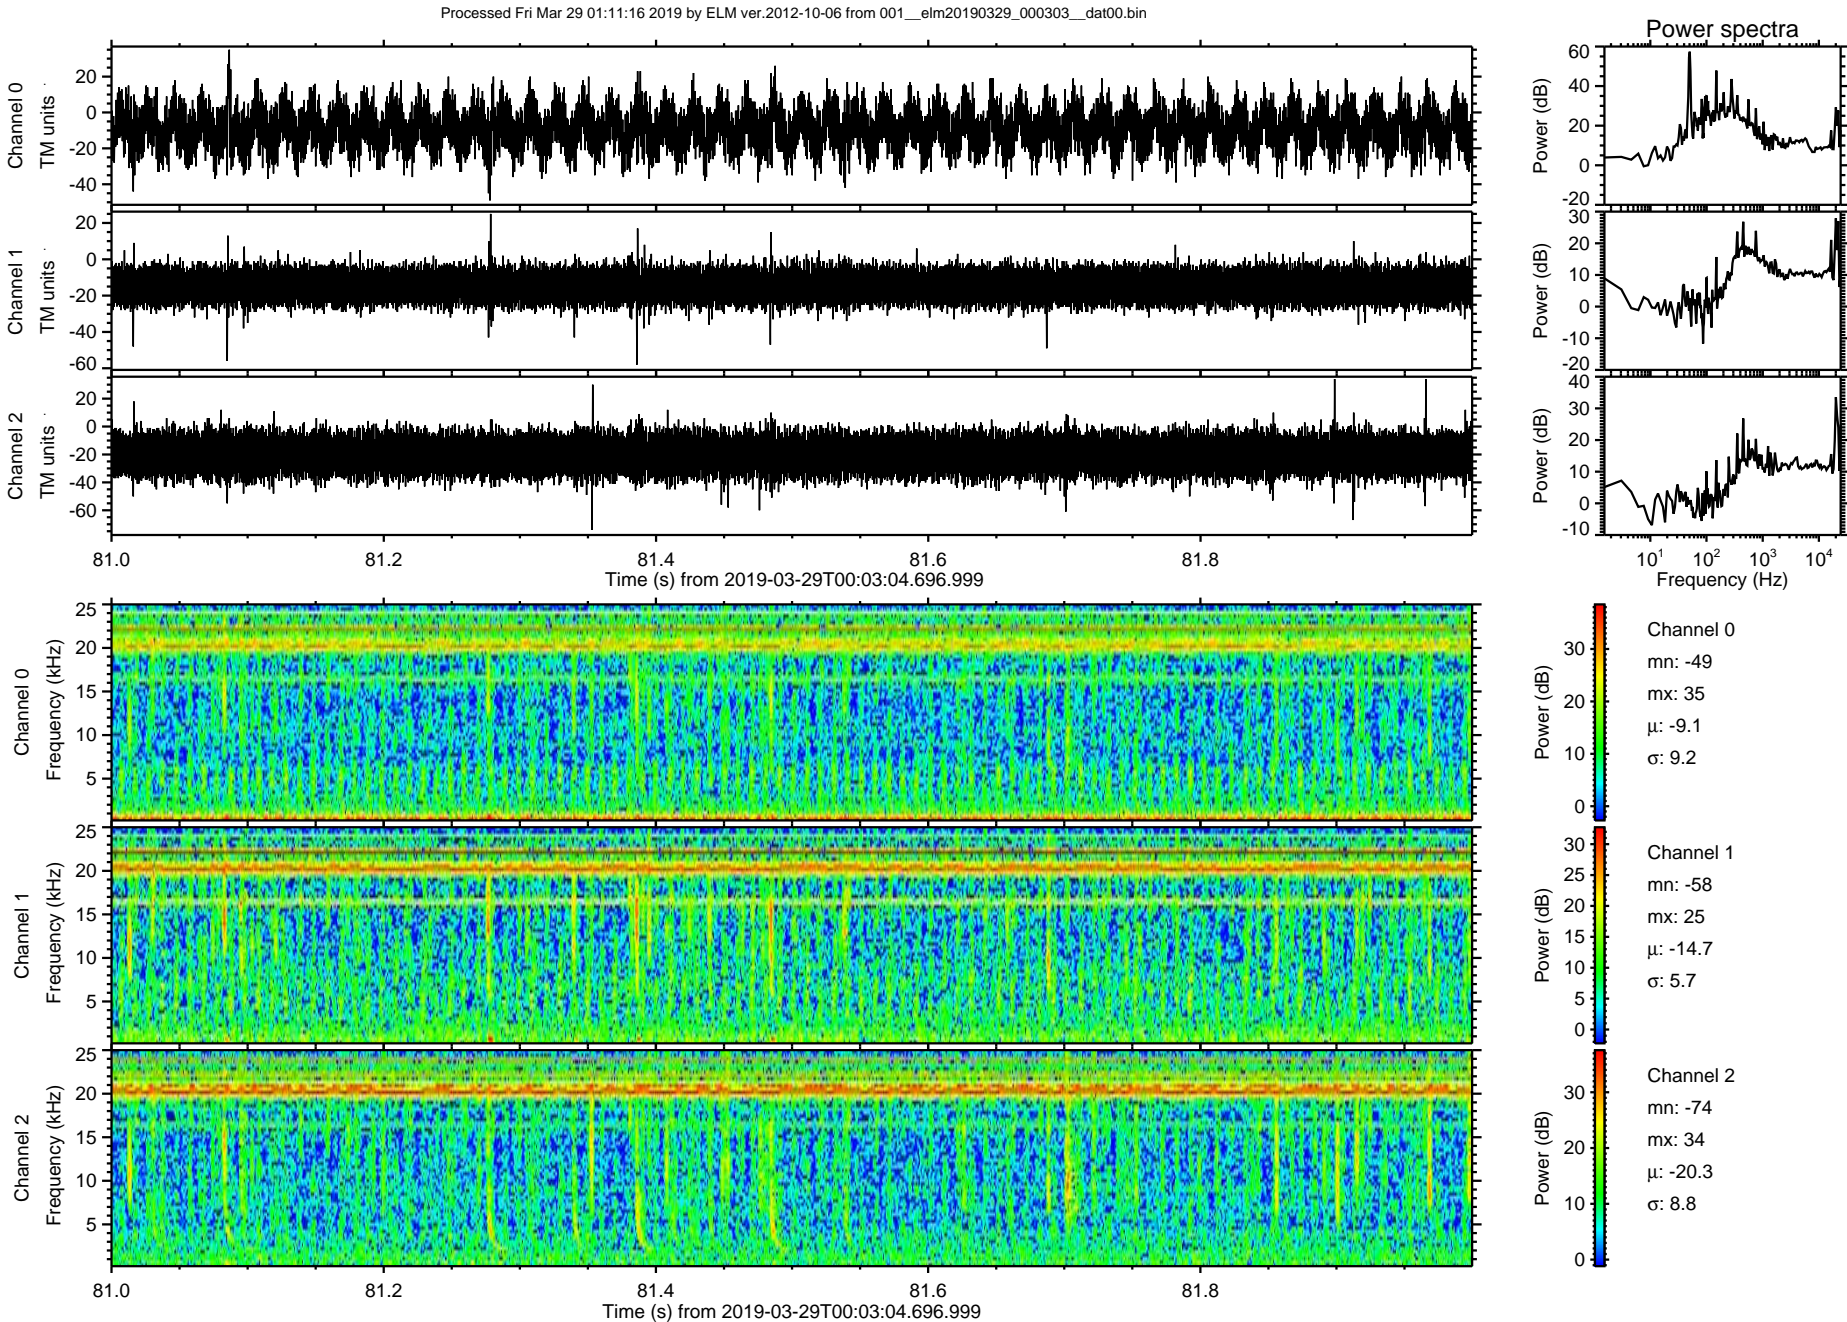 Processed Fri Mar 29 01:11:16 2019 by ELM ver.2012-10-06 from 001__elm20190329_000303__dat00.bin
Power spectra
Channel 0
TM units
20
0
-20
-40
Power (dB)
60
40
20
0
-20
Channel 1
TM units
20
0
-20
-40
-60
Power (dB)
30
20
10
0
-10
-20
Channel 2
TM units
20
0
-20
-40
-60
Power (dB)
40
30
20
10
0
-10
81.0 81.2 81.4 81.6 81.8
Time (s) from 2019-03-29T00:03:04.696.999
10^1 10^2 10^3 10^4
Frequency (Hz)
Channel 0
Frequency (kHz)
25
20
15
10
5
Power (dB)
30
20
10
0
Channel 0
mn: -49
mx: 35
µ: -9.1
σ: 9.2
Channel 1
Frequency (kHz)
25
20
15
10
5
Power (dB)
30
25
20
15
10
5
0
Channel 1
mn: -58
mx: 25
µ: -14.7
σ: 5.7
Channel 2
Frequency (kHz)
25
20
15
10
5
Power (dB)
30
20
10
0
Channel 2
mn: -74
mx: 34
µ: -20.3
σ: 8.8
81.0 81.2 81.4 81.6 81.8
Time (s) from 2019-03-29T00:03:04.696.999